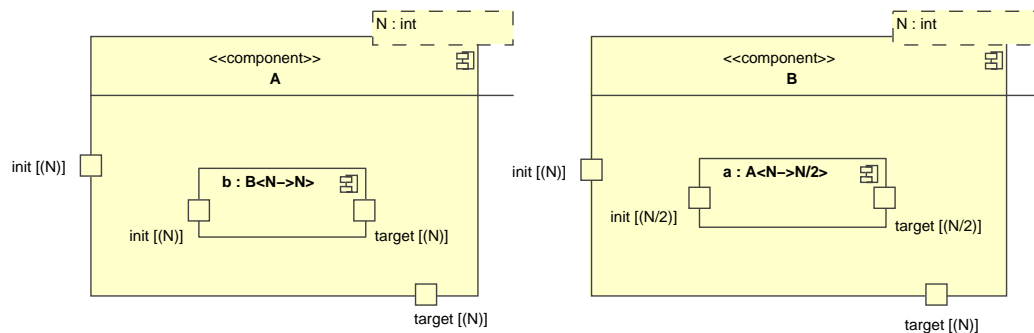 N : int
<<component>>
A
init [(N)]
b : B<N−>N>
init [(N)]
target [(N)]
target [(N)]
N : int
<<component>>
B
init [(N)]
a : A<N−>N/2>
init [(N/2)]
target [(N/2)]
target [(N)]